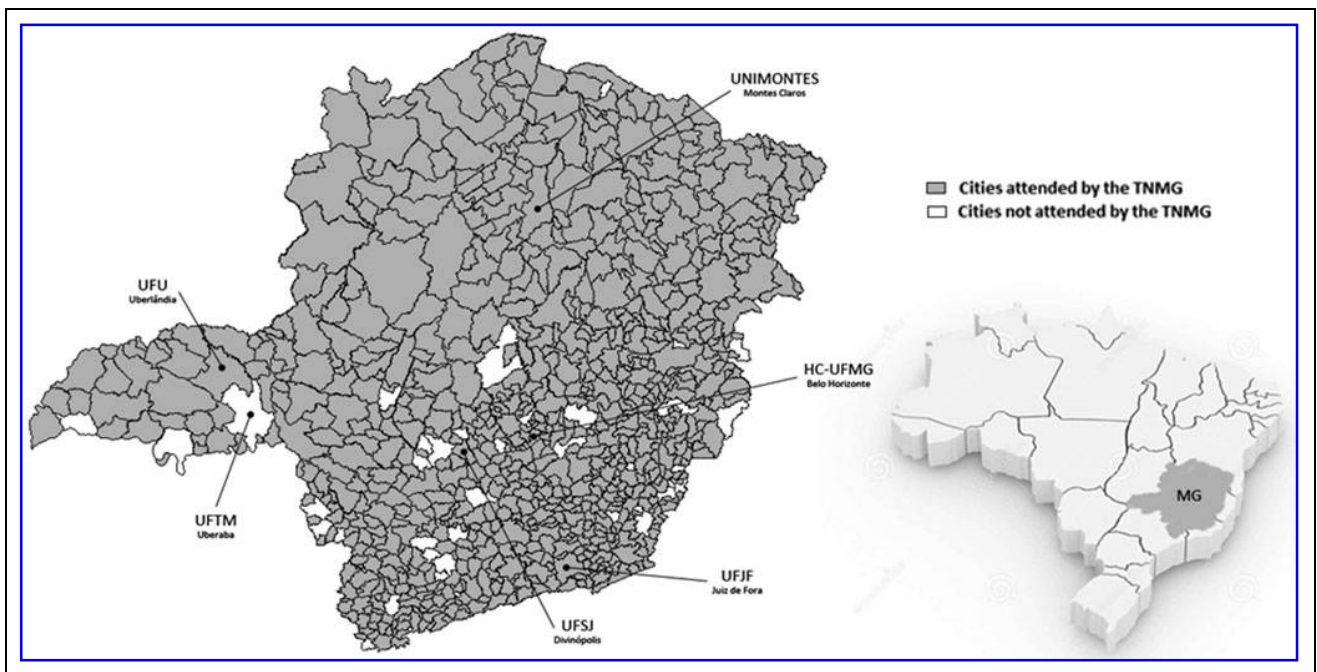 UNIMONTES
Montes Claros
Cities attended by the TNMG
Cities not attended by the TNMG
UFU
Uberlândia
HC-UFMG
Belo Horizonte
MG
UFTM
Uberaba
UFJF
Juiz de Fora
UFSJ
Divinópolis